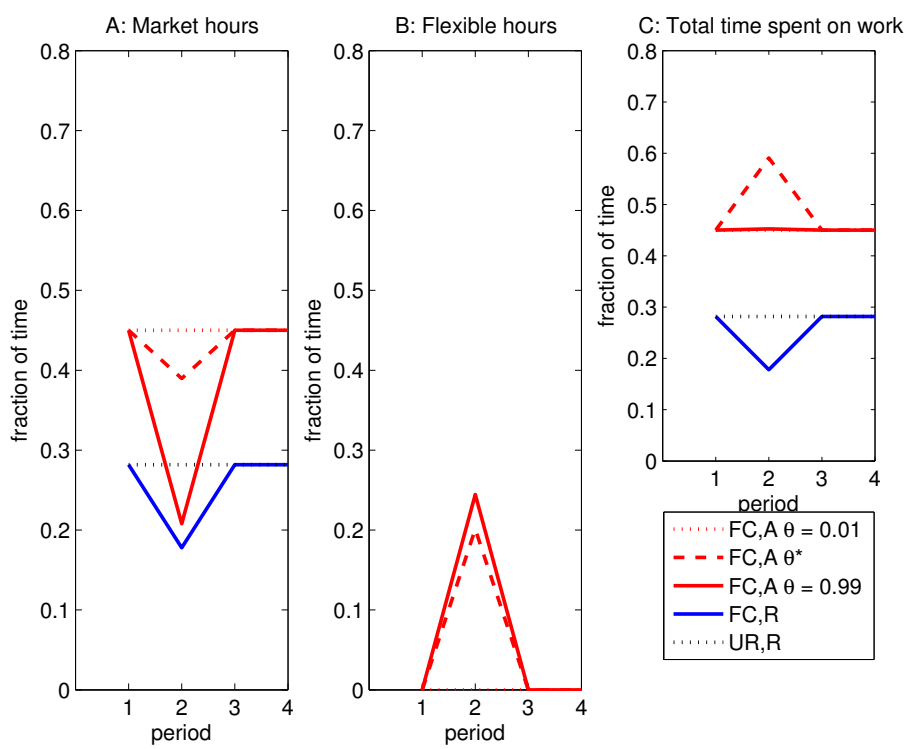 A: Market hours
0.8
0.7
0.6
0.5
0.4
0.3
0.2
0.1
0
fraction of time
1 2 3 4
period
B: Flexible hours
0.8
0.7
0.6
0.5
0.4
0.3
0.2
0.1
0
fraction of time
1 2 3 4
period
C: Total time spent on work
0.8
0.7
0.6
0.5
0.4
0.3
0.2
0.1
0
fraction of time
1 2 3 4
period
FC,A θ = 0.01
FC,A θ*
FC,A θ = 0.99
FC,R
UR,R